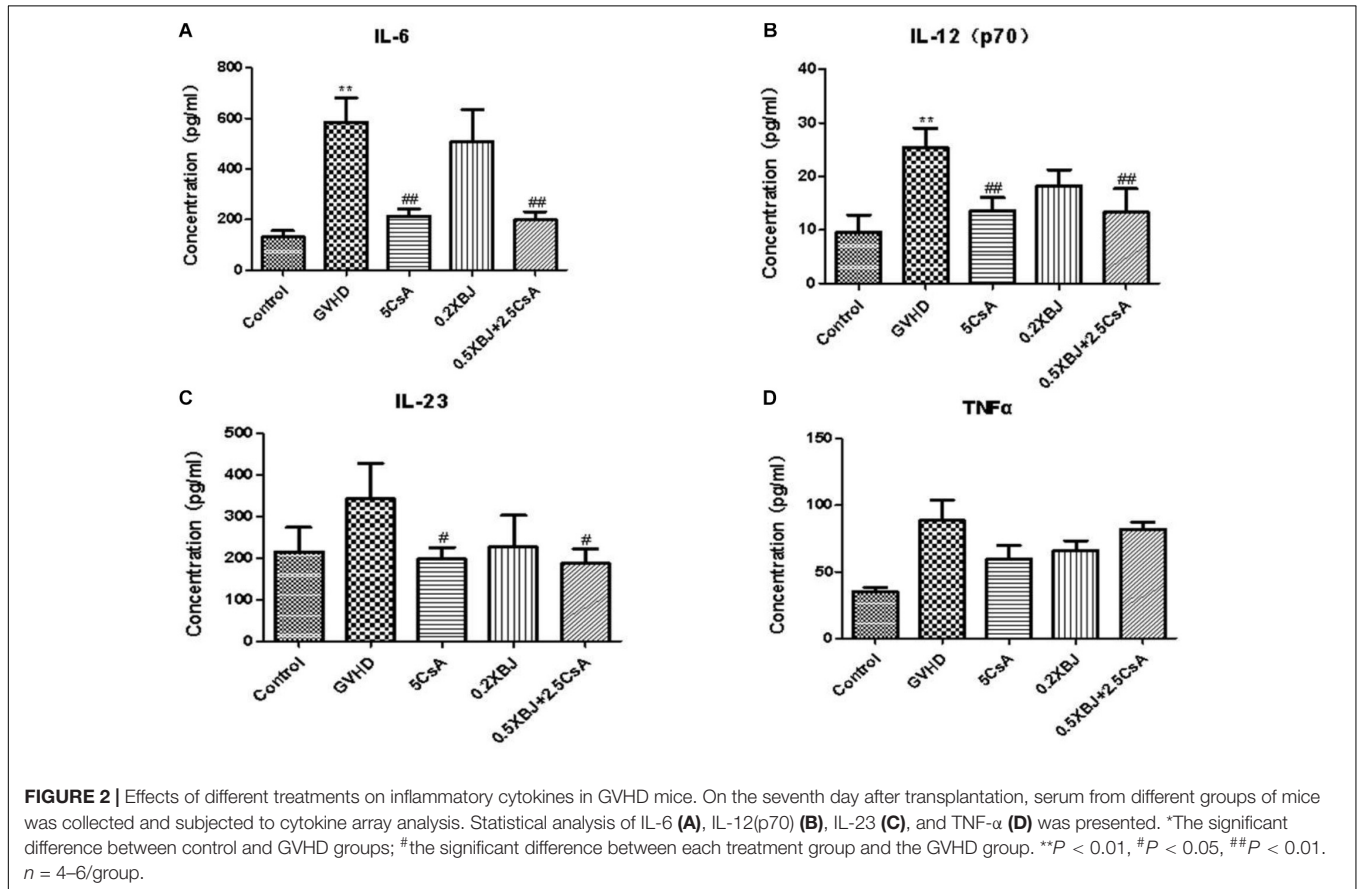 A
IL-6
Concentration (pg/ml)
800
600
400
200
0
**
##
##
Control
GVHD
5CsA
0.2XBJ
0.5XBJ+2.5CsA
B
IL-12（p70）
Concentration (pg/ml)
40
30
20
10
0
**
##
##
Control
GVHD
5CsA
0.2XBJ
0.5XBJ+2.5CsA
C
IL-23
Concentration (pg/ml)
500
400
300
200
100
0
#
#
Control
GVHD
5CsA
0.2XBJ
0.5XBJ+2.5CsA
D
TNFα
Concentration (pg/ml)
150
100
50
0
Control
GVHD
5CsA
0.2XBJ
0.5XBJ+2.5CsA
FIGURE 2 | Effects of different treatments on inflammatory cytokines in GVHD mice. On the seventh day after transplantation, serum from different groups of mice
was collected and subjected to cytokine array analysis. Statistical analysis of IL-6 (A), IL-12(p70) (B), IL-23 (C), and TNF-α (D) was presented. *The significant
difference between control and GVHD groups; #the significant difference between each treatment group and the GVHD group. **P < 0.01, #P < 0.05, ##P < 0.01.
n = 4–6/group.